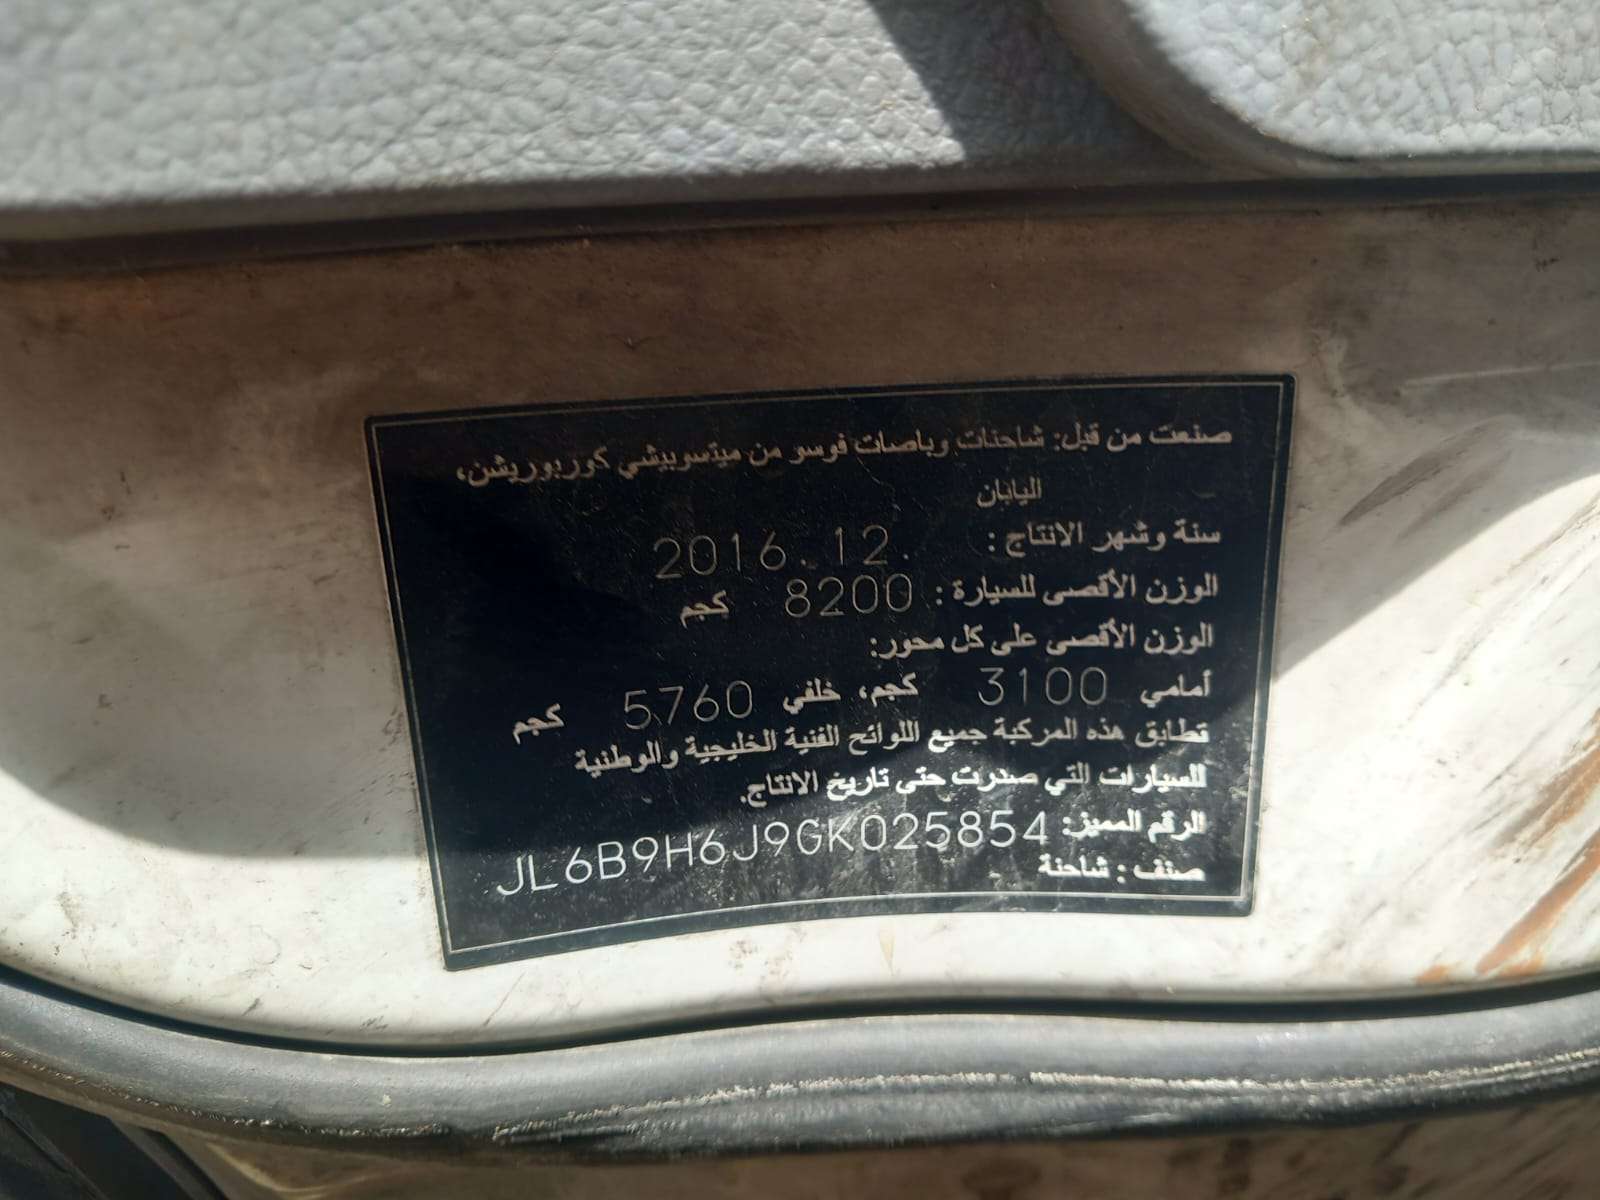 صنعت من قبل: شاحنات وباصات فوسو من ميتسوبيشي كوربوريشن،
اليابان
سنة وشهر الانتاج : 2016.12.
الوزن الأقصى للسيارة : 8200 كجم
الوزن الأقصى على كل محور:
أمامي 3100 كجم، خلفي 5760 كجم
تطابق هذه المركبة جميع اللوائح الفنية الخليجية والوطنية
للسيارات التي صدرت حتى تاريخ الانتاج.
الرقم المميز: JL6B9H6J9GK025854
صنف : شاحنة